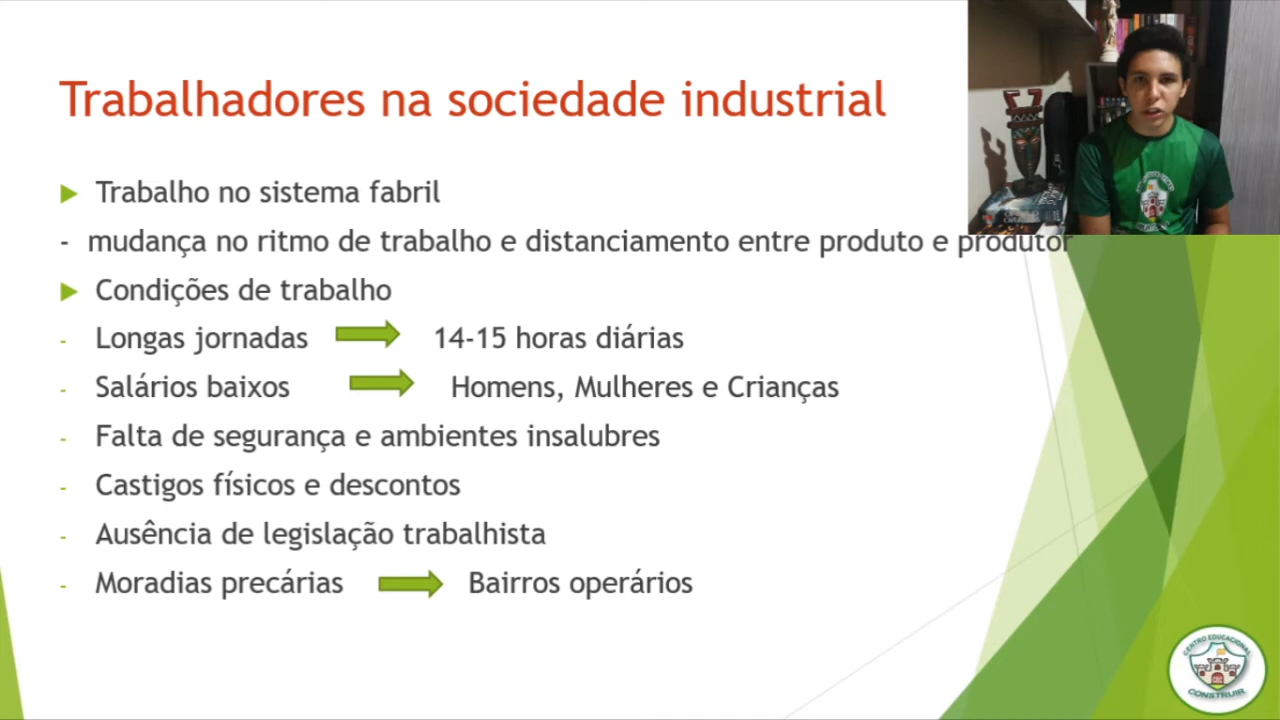 Trabalhadores na sociedade industrial
Trabalho no sistema fabril
- mudança no ritmo de trabalho e distanciamento entre produto e produtor
Condições de trabalho
- Longas jornadas 14-15 horas diárias
- Salários baixos Homens, Mulheres e Crianças
- Falta de segurança e ambientes insalubres
- Castigos físicos e descontos
- Ausência de legislação trabalhista
- Moradias precárias Bairros operários
CENTRO EDUCACIONAL
CONSTRUIR